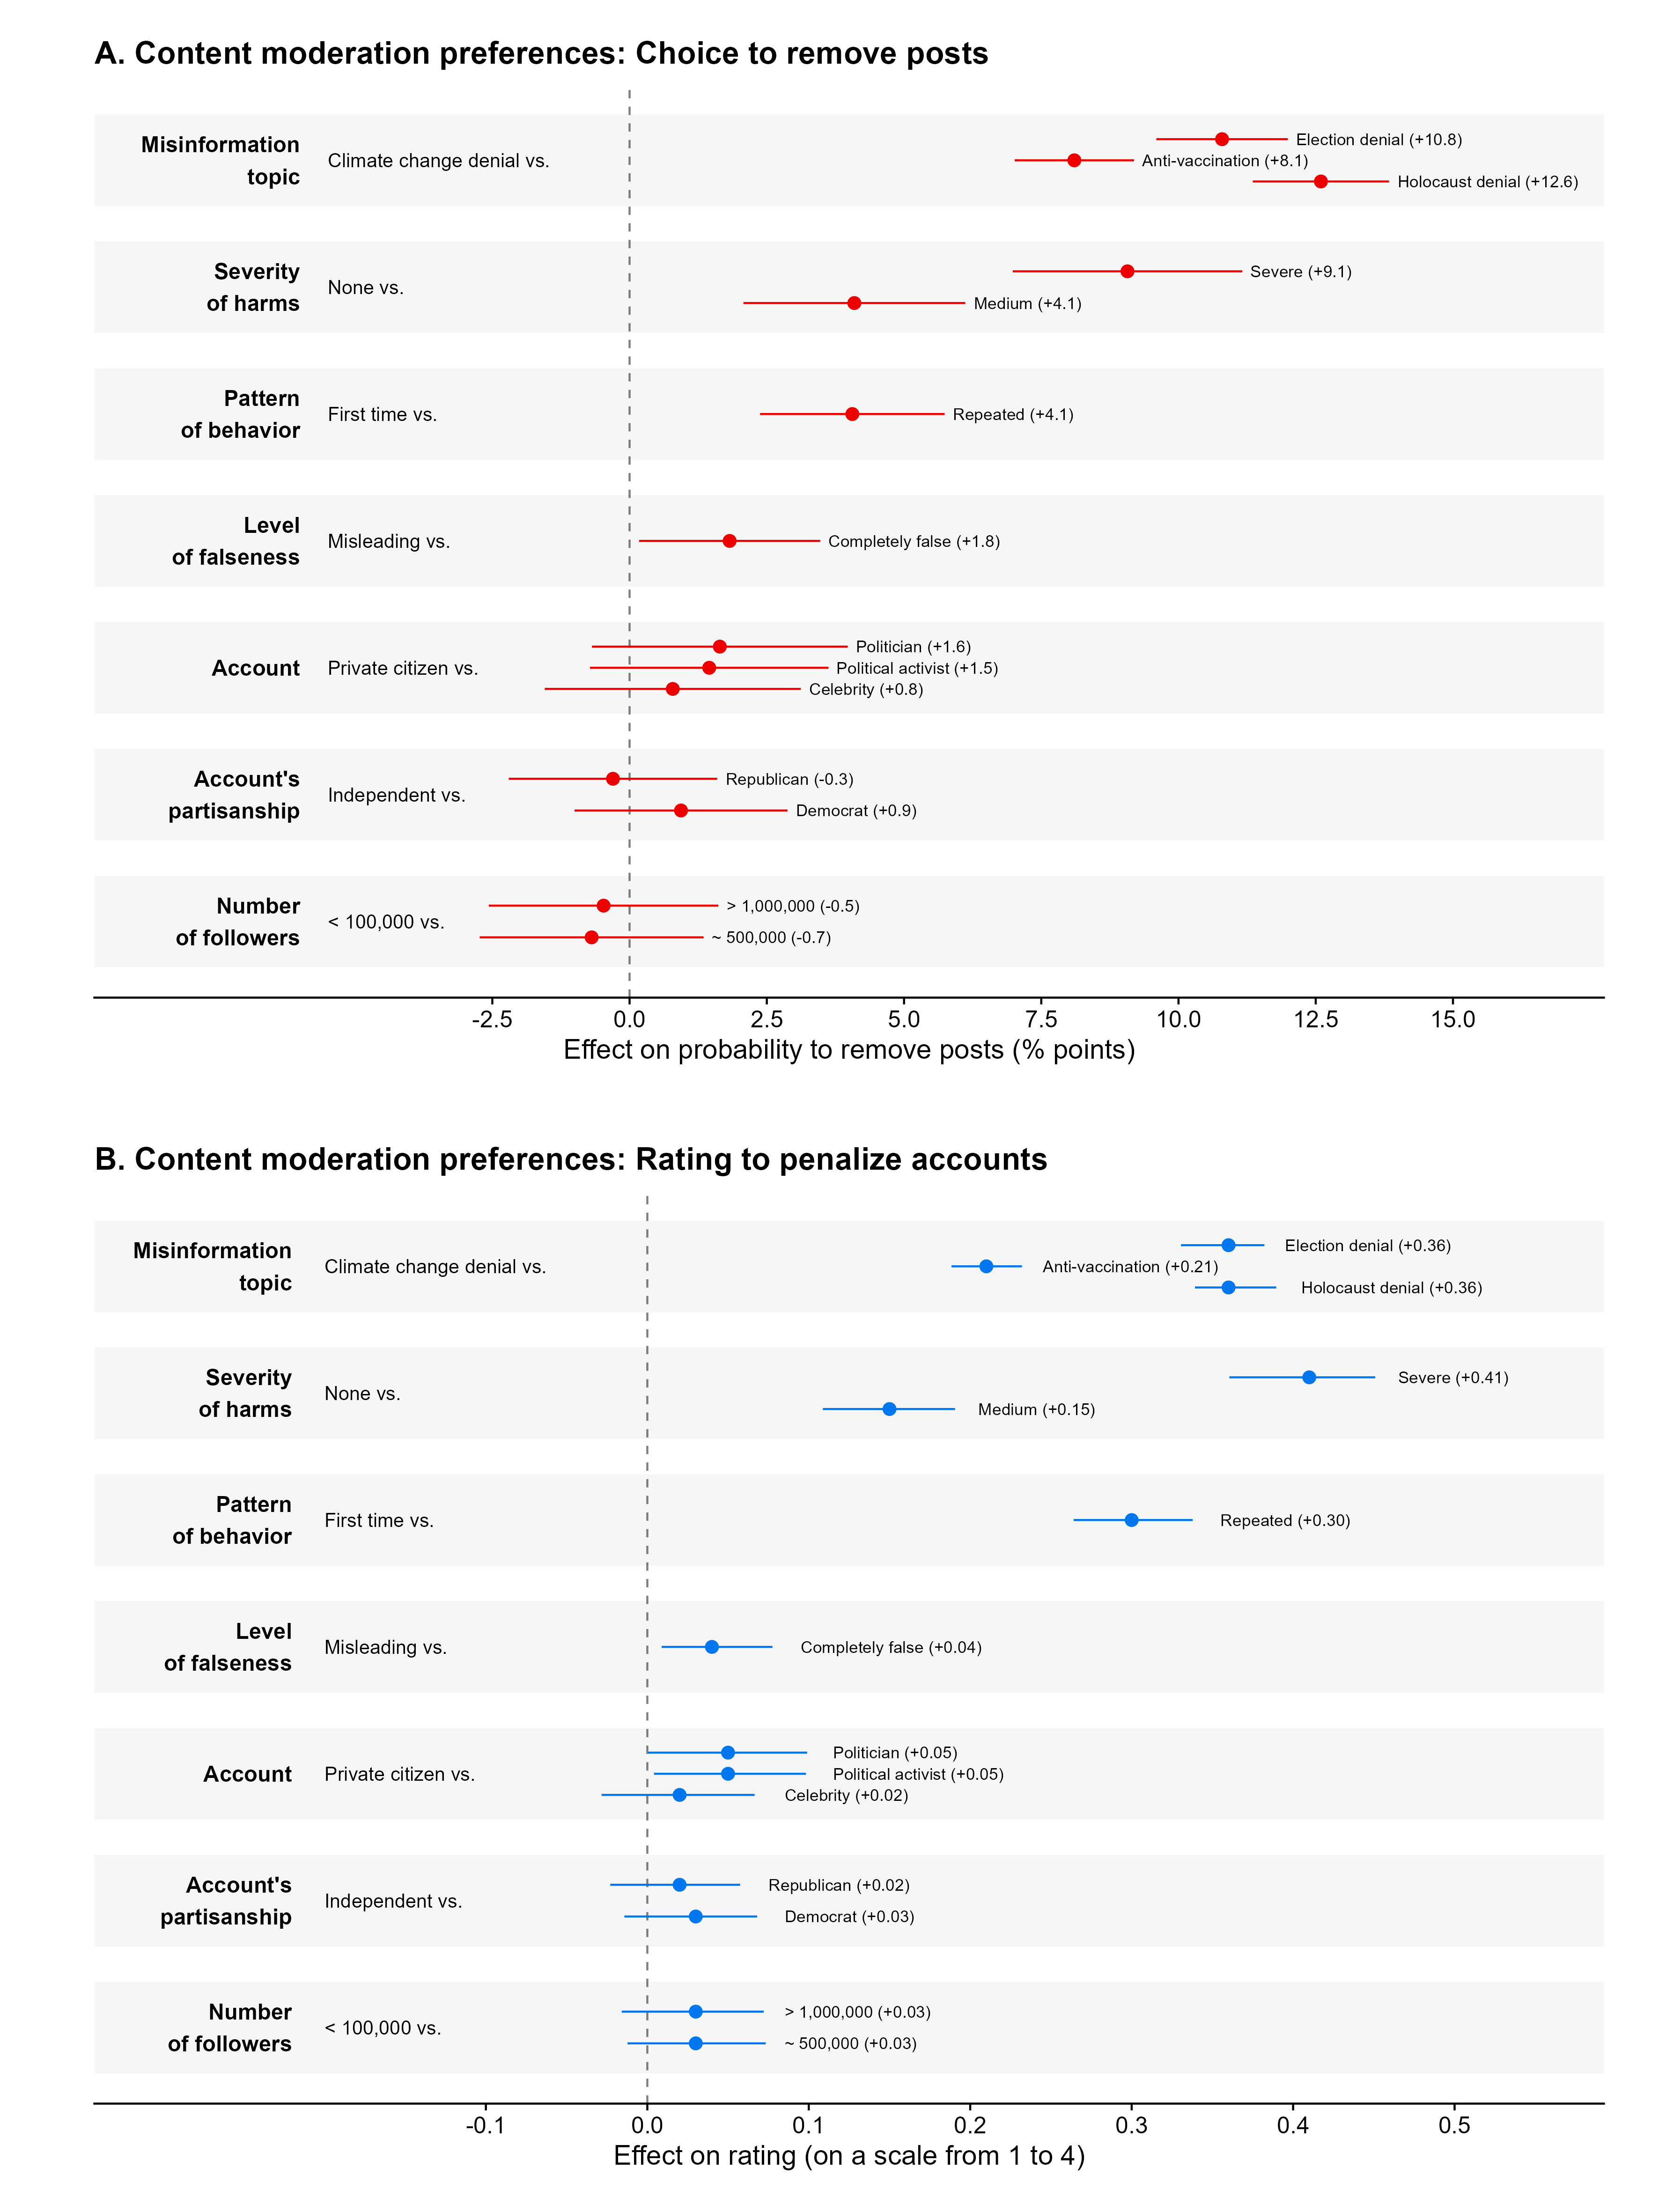 A. Content moderation preferences: Choice to remove posts
Misinformation
topic
Climate change denial vs.
Election denial (+10.8)
Anti-vaccination (+8.1)
Holocaust denial (+12.6)
Severity
of harms
None vs.
Severe (+9.1)
Medium (+4.1)
Pattern
of behavior
First time vs.
Repeated (+4.1)
Level
of falseness
Misleading vs.
Completely false (+1.8)
Account
Private citizen vs.
Politician (+1.6)
Political activist (+1.5)
Celebrity (+0.8)
Account's
partisanship
Independent vs.
Republican (-0.3)
Democrat (+0.9)
Number
of followers
< 100,000 vs.
> 1,000,000 (-0.5)
~ 500,000 (-0.7)
-2.5 0.0 2.5 5.0 7.5 10.0 12.5 15.0
Effect on probability to remove posts (% points)
B. Content moderation preferences: Rating to penalize accounts
Misinformation
topic
Climate change denial vs.
Election denial (+0.36)
Anti-vaccination (+0.21)
Holocaust denial (+0.36)
Severity
of harms
None vs.
Severe (+0.41)
Medium (+0.15)
Pattern
of behavior
First time vs.
Repeated (+0.30)
Level
of falseness
Misleading vs.
Completely false (+0.04)
Account
Private citizen vs.
Politician (+0.05)
Political activist (+0.05)
Celebrity (+0.02)
Account's
partisanship
Independent vs.
Republican (+0.02)
Democrat (+0.03)
Number
of followers
< 100,000 vs.
> 1,000,000 (+0.03)
~ 500,000 (+0.03)
-0.1 0.0 0.1 0.2 0.3 0.4 0.5
Effect on rating (on a scale from 1 to 4)